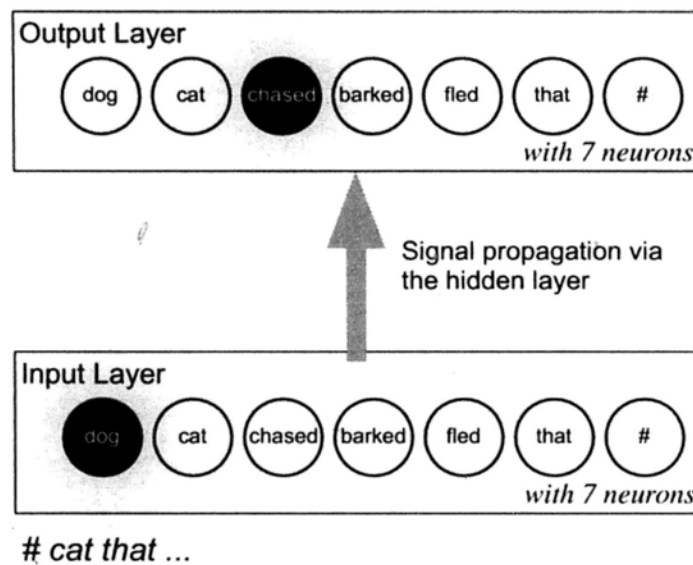 Output Layer
dog cat chased barked fled that #
with 7 neurons
Signal propagation via
the hidden layer
Input Layer
dog cat chased barked fled that #
with 7 neurons
# cat that ...